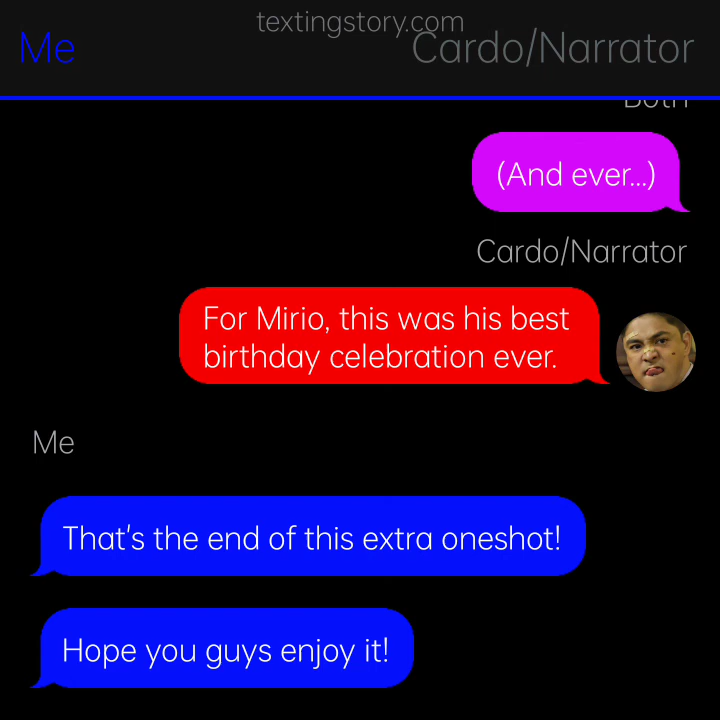 textingstory.com
Me
Cardo/Narrator
Both
(And ever...)
Cardo/Narrator
For Mirio, this was his best
birthday celebration ever.
Me
That's the end of this extra oneshot!
Hope you guys enjoy it!